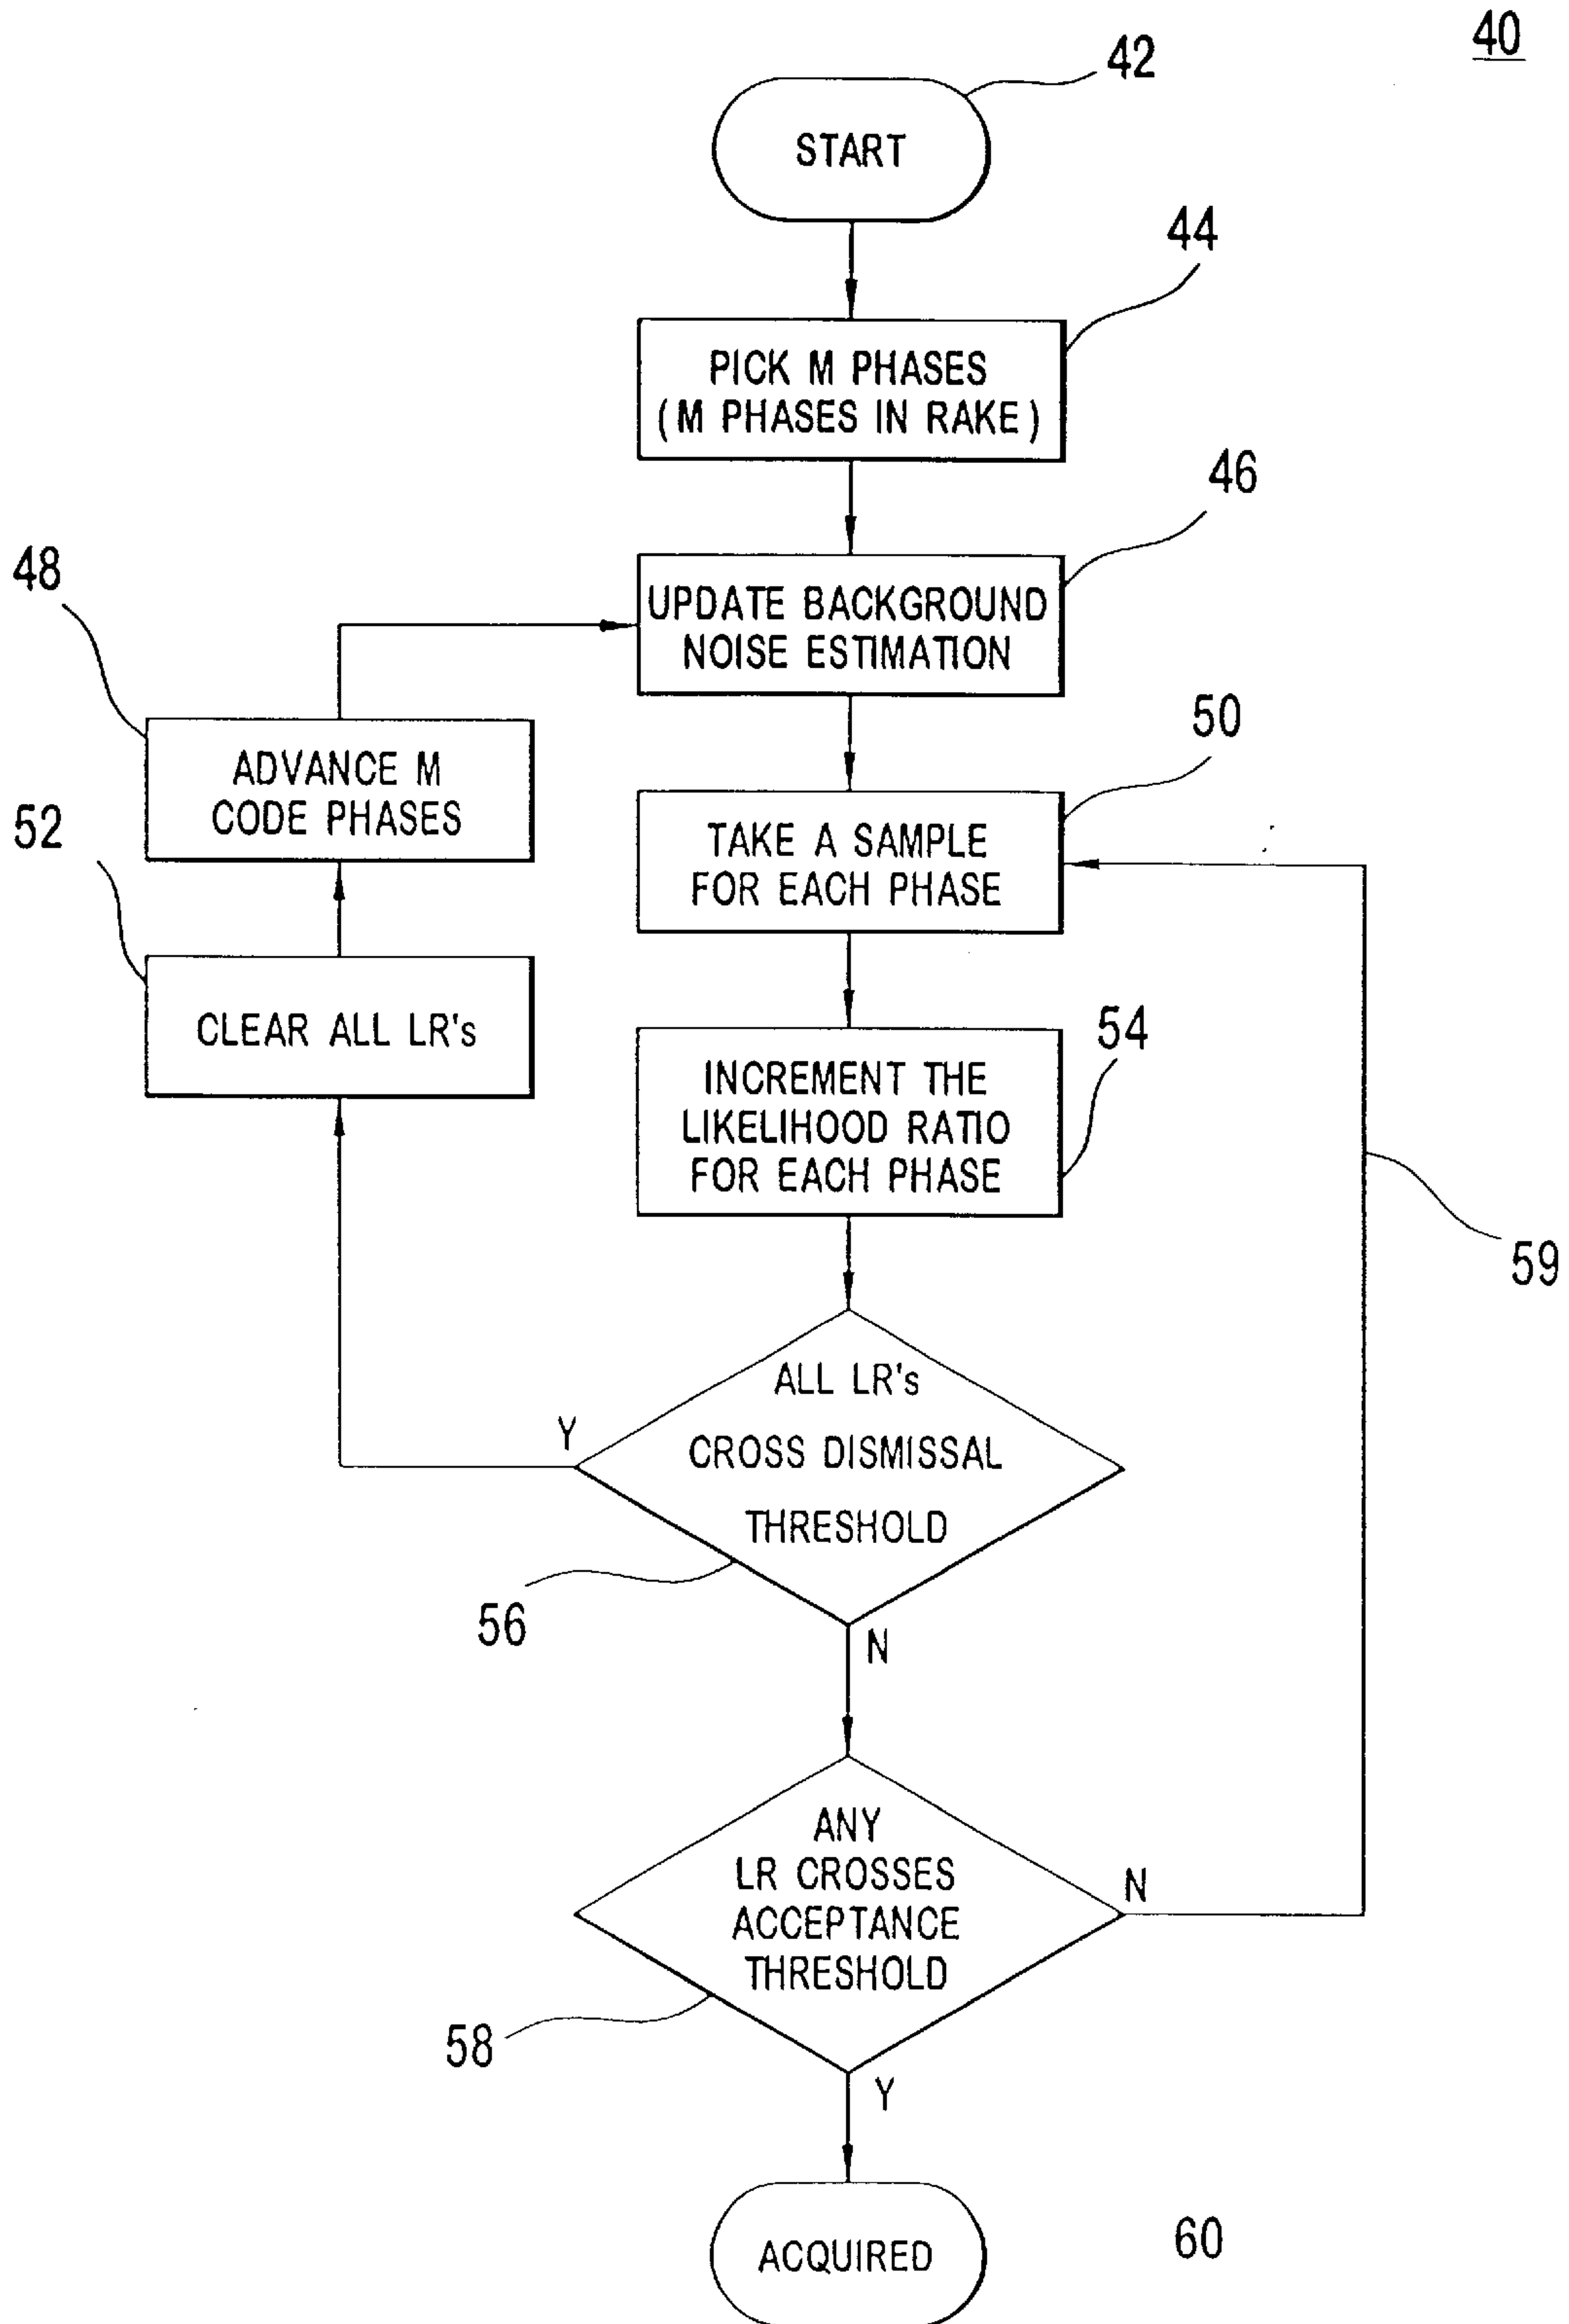 40
42
START
44
PICK M PHASES
(M PHASES IN RAKE)
46
48
UPDATE BACKGROUND
NOISE ESTIMATION
50
ADVANCE M
CODE PHASES
52
TAKE A SAMPLE
FOR EACH PHASE
CLEAR ALL LR's
54
INCREMENT THE
LIKELIHOOD RATIO
FOR EACH PHASE
59
ALL LR's
CROSS DISMISSAL
THRESHOLD
Y
56
N
ANY
LR CROSSES
ACCEPTANCE
THRESHOLD
N
58
Y
ACQUIRED
60